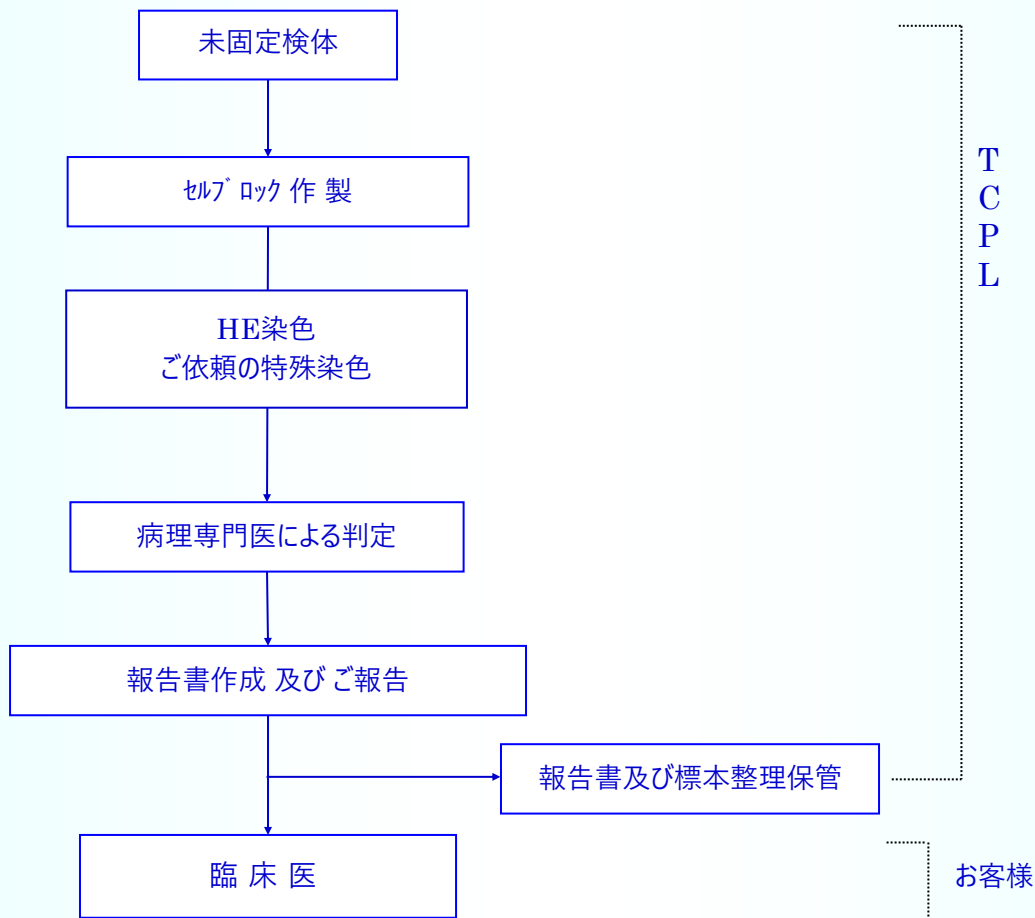 未固定検体
ｾﾙﾌﾞﾛｯｸ 作 製
HE染色
ご依頼の特殊染色
病理専門医による判定
報告書作成 及び ご報告
報告書及び標本整理保管
臨 床 医
T
C
P
L
お客様